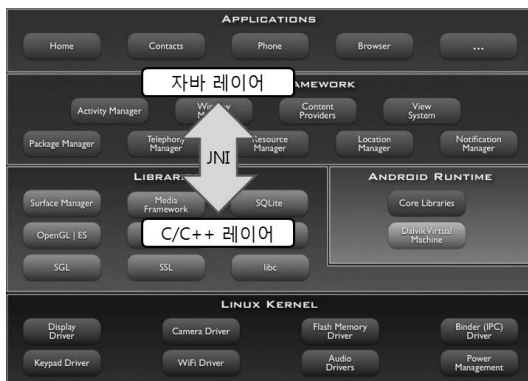 APPLICATIONS
Home
Contacts
Phone
Browser
...
자바 레이어
Activity Manager
Content Providers
View System
Package Manager
Telephony Manager
Resource Manager
Location Manager
Notification Manager
JNI
ANDROID RUNTIME
Surface Manager
Media Framework
SQLite
Core Libraries
OpenGL | ES
C/C++ 레이어
Dalvik Virtual Machine
SGL
SSL
libc
LINUX KERNEL
Display Driver
Camera Driver
Flash Memory Driver
Binder (IPC) Driver
Keypad Driver
WiFi Driver
Audio Drivers
Power Management